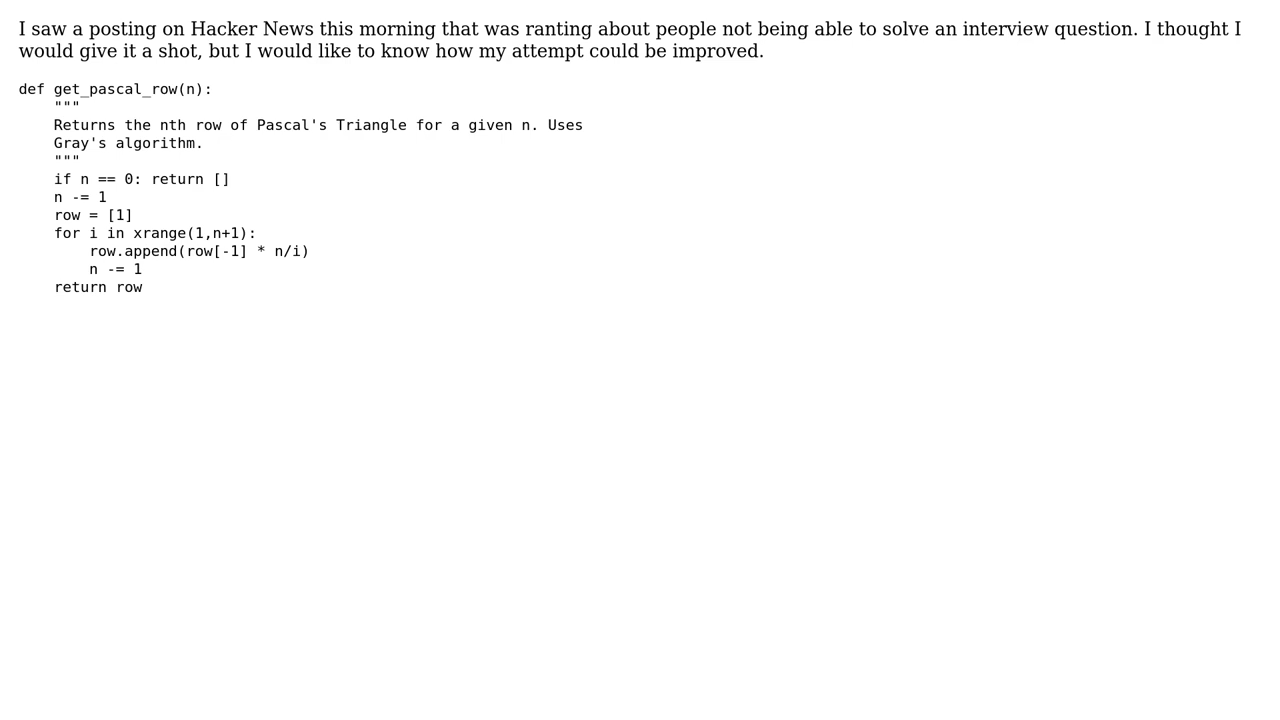 I saw a posting on Hacker News this morning that was ranting about people not being able to solve an interview question. I thought I
would give it a shot, but I would like to know how my attempt could be improved.
def get_pascal_row(n):
    """
    Returns the nth row of Pascal's Triangle for a given n. Uses
    Gray's algorithm.
    """
    if n == 0: return []
    n -= 1
    row = [1]
    for i in xrange(1,n+1):
        row.append(row[-1] * n/i)
        n -= 1
    return row